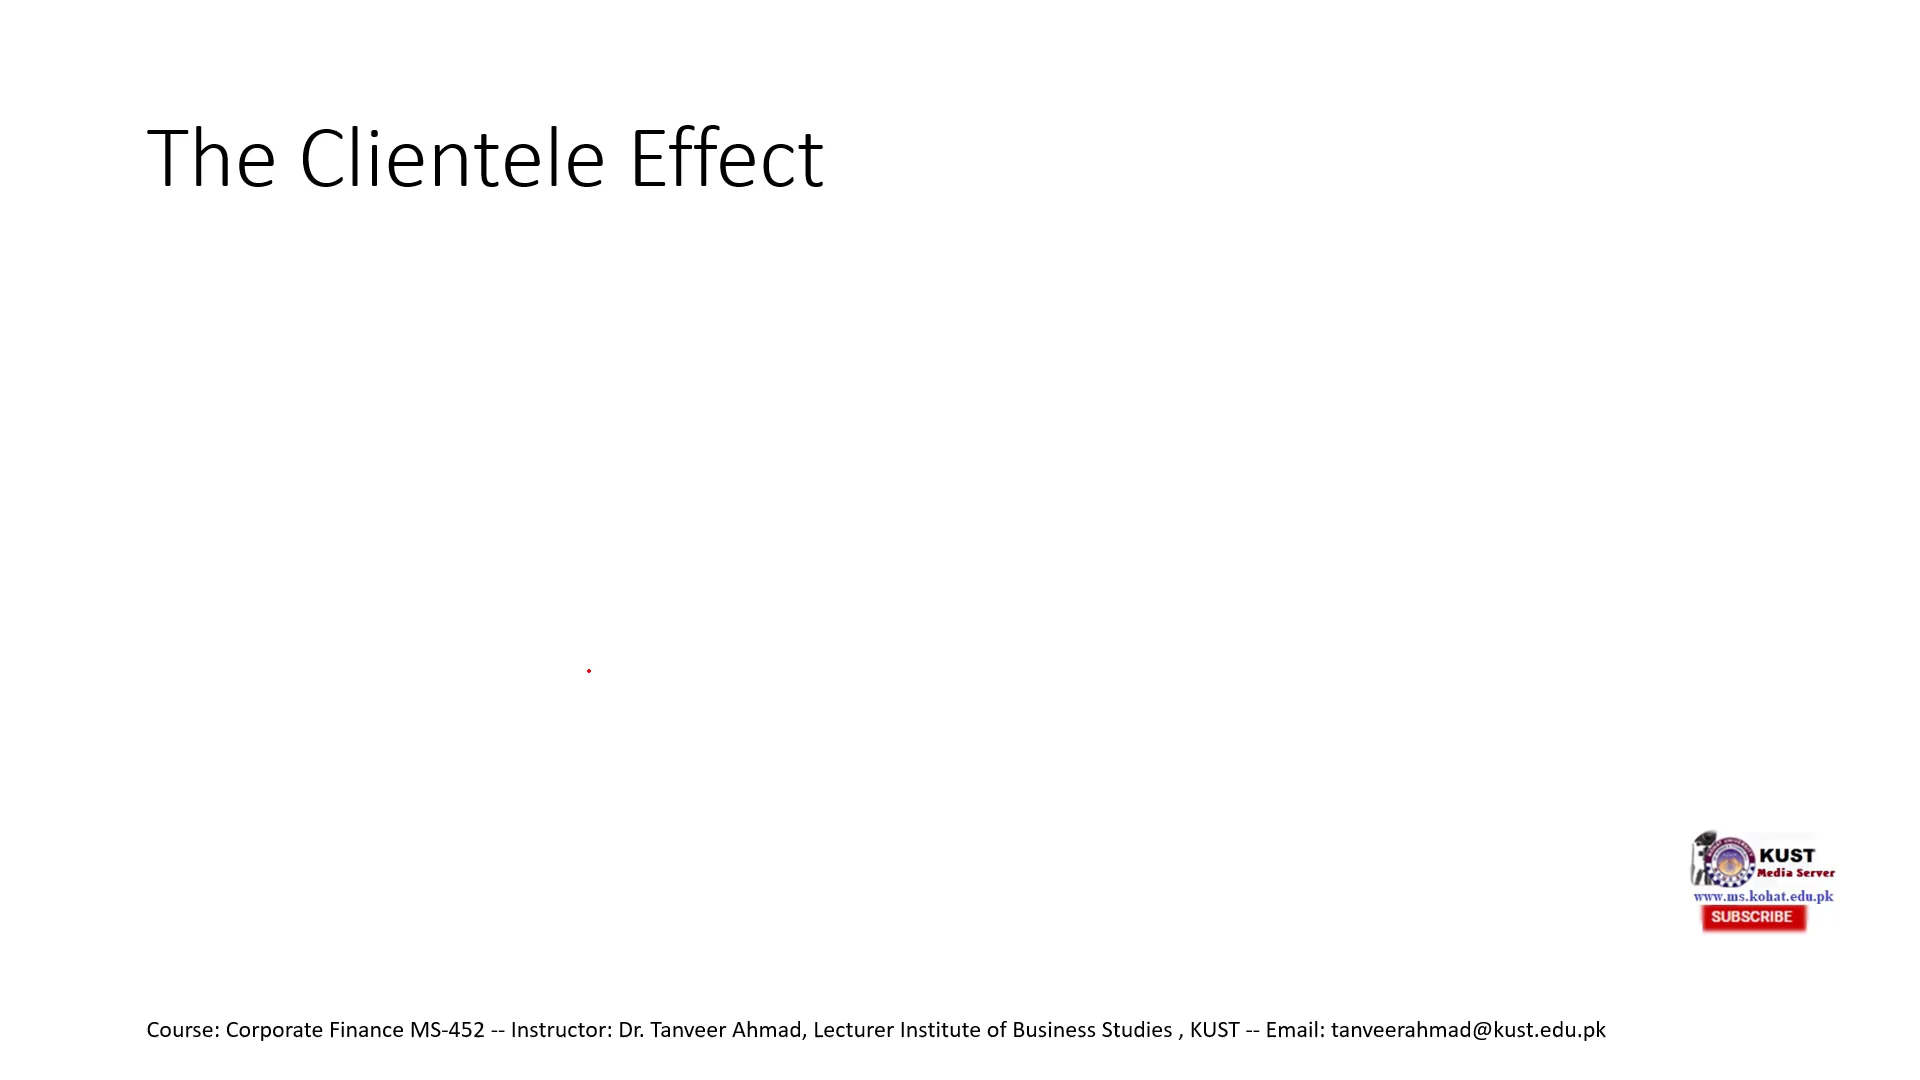 The Clientele Effect
KUST
Media Server
www.ms.kohat.edu.pk
SUBSCRIBE
Course: Corporate Finance MS-452 -- Instructor: Dr. Tanveer Ahmad, Lecturer Institute of Business Studies , KUST -- Email: tanveerahmad@kust.edu.pk